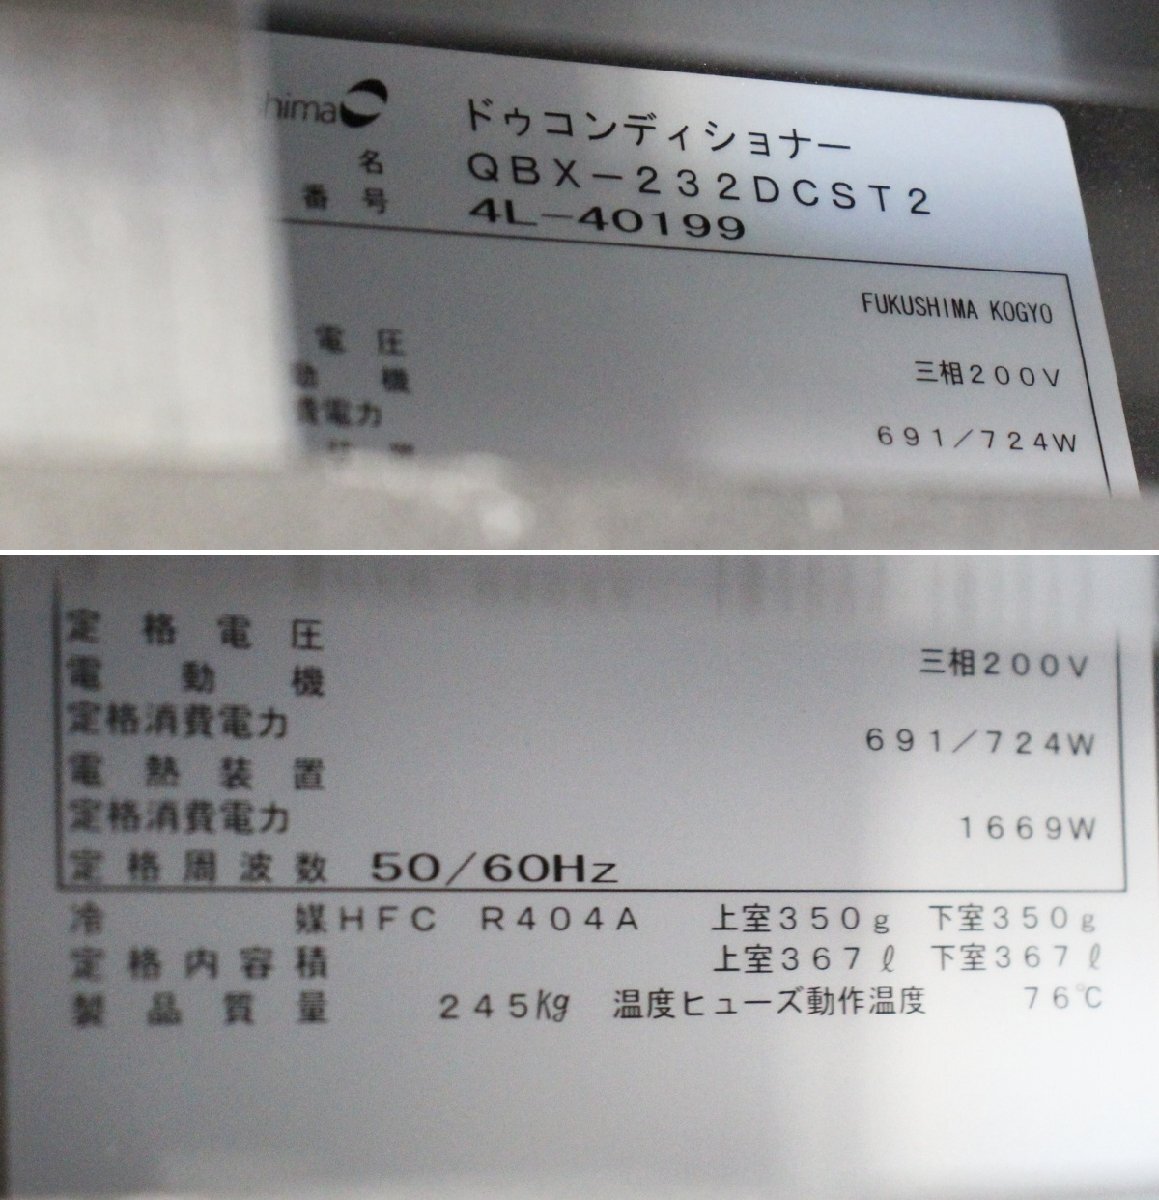 hima
ドゥコンディショナー
名 QBX-232DCST2
番号 4L-40199
FUKUSHIMA KOGYO
電圧 三相200V
動機
費電力 691/724W
定格電圧 三相200V
電動機
定格消費電力 691/724W
電熱装置
定格消費電力 1669W
定格周波数 50/60Hz
冷媒 HFC R404A 上室350g 下室350g
定格内容積 上室367ℓ 下室367ℓ
製品質量 245kg 温度ヒューズ動作温度 76℃